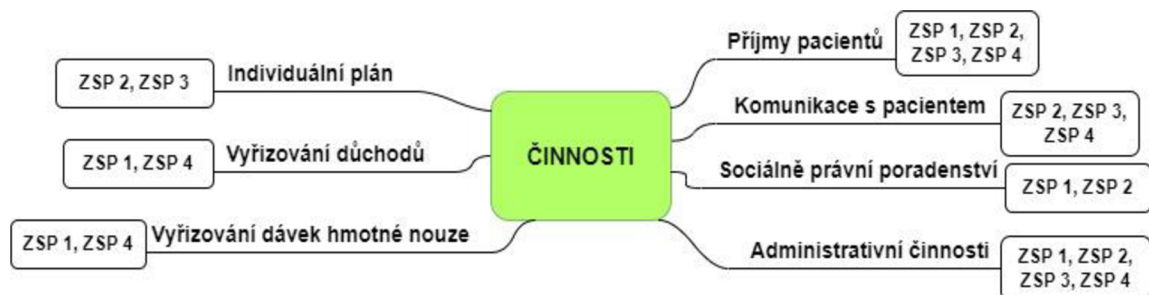 Příjmy pacientů
ZSP 1, ZSP 2,
ZSP 3, ZSP 4
Individuální plán
ZSP 2, ZSP 3
Komunikace s pacientem
ZSP 2, ZSP 3,
ZSP 4
ČINNOSTI
Vyřizování důchodů
ZSP 1, ZSP 4
Sociálně právní poradenství
ZSP 1, ZSP 2
Vyřizování dávek hmotné nouze
ZSP 1, ZSP 4
Administrativní činnosti
ZSP 1, ZSP 2,
ZSP 3, ZSP 4